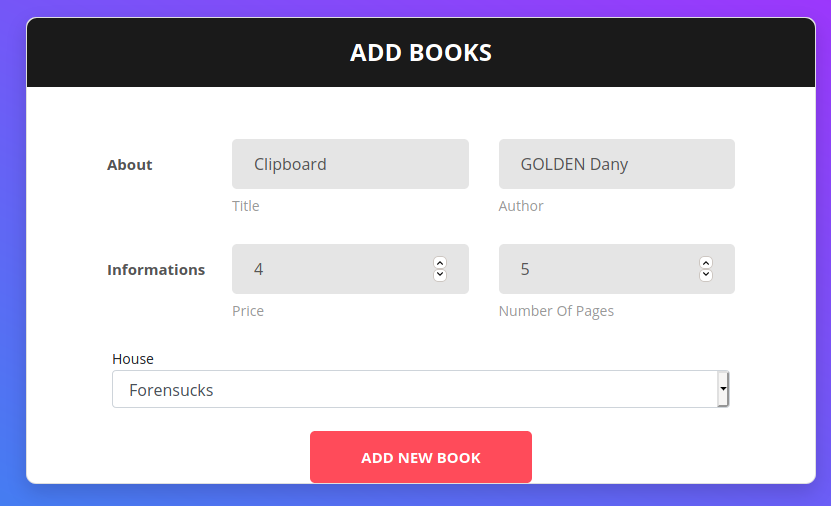 ADD BOOKS
About
Clipboard
GOLDEN Dany
Title
Author
Informations
4
5
Price
Number Of Pages
House
Forensucks
ADD NEW BOOK